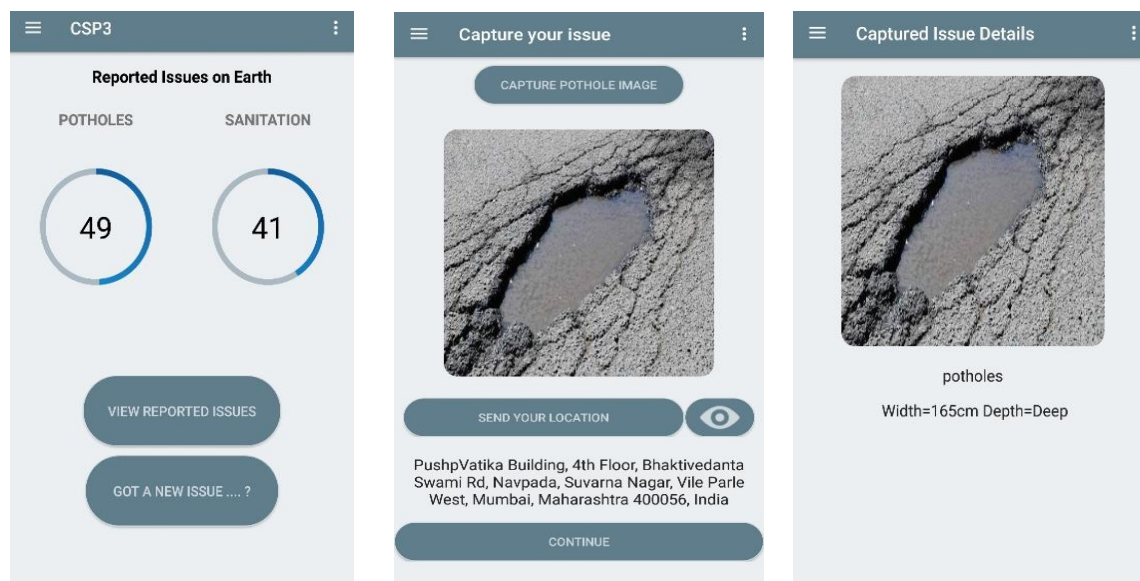 CSP3
Reported Issues on Earth
POTHOLES
SANITATION
49
41
VIEW REPORTED ISSUES
GOT A NEW ISSUE .... ?
Capture your issue
CAPTURE POTHOLE IMAGE
SEND YOUR LOCATION
PushpVatika Building, 4th Floor, Bhaktivedanta
Swami Rd, Navpada, Suvarna Nagar, Vile Parle
West, Mumbai, Maharashtra 400056, India
CONTINUE
Captured Issue Details
potholes
Width=165cm Depth=Deep